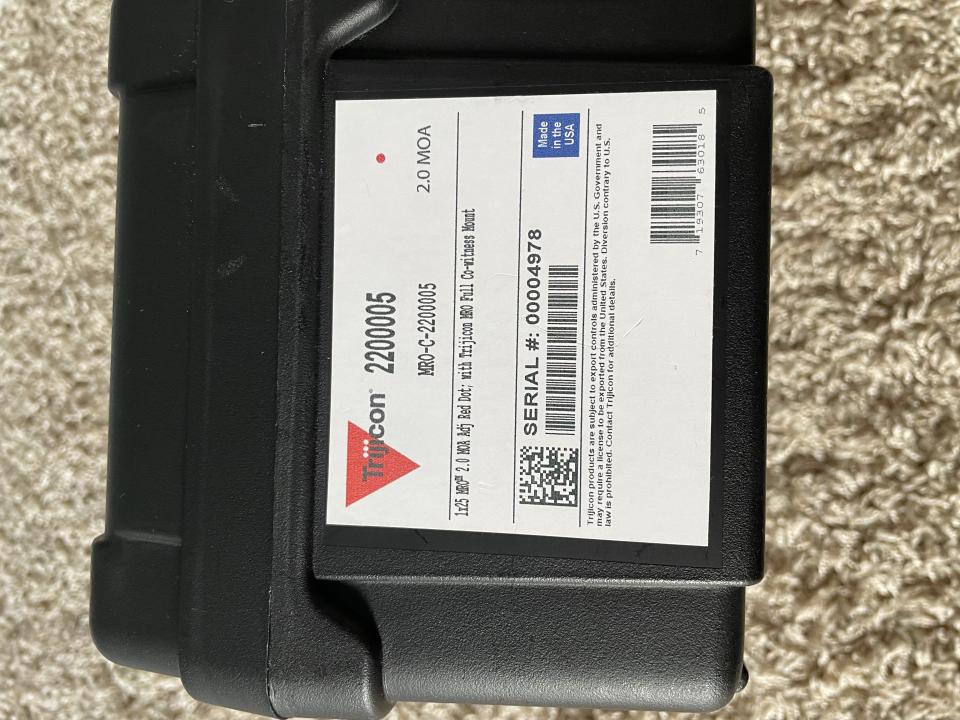 Trijicon® 2200005
MRO-C-2200005
2.0 MOA
1x25 MRO® 2.0 MOA Adj Red Dot; with Trijicon MRO Full Co-witness Mount
SERIAL #: 00004978
Made
in the
USA
Trijicon products are subject to export controls administered by the U.S. Government and
may require a license to be exported from the United States. Diversion contrary to U.S.
law is prohibited. Contact Trijicon for additional details.
7 19307 63018 5